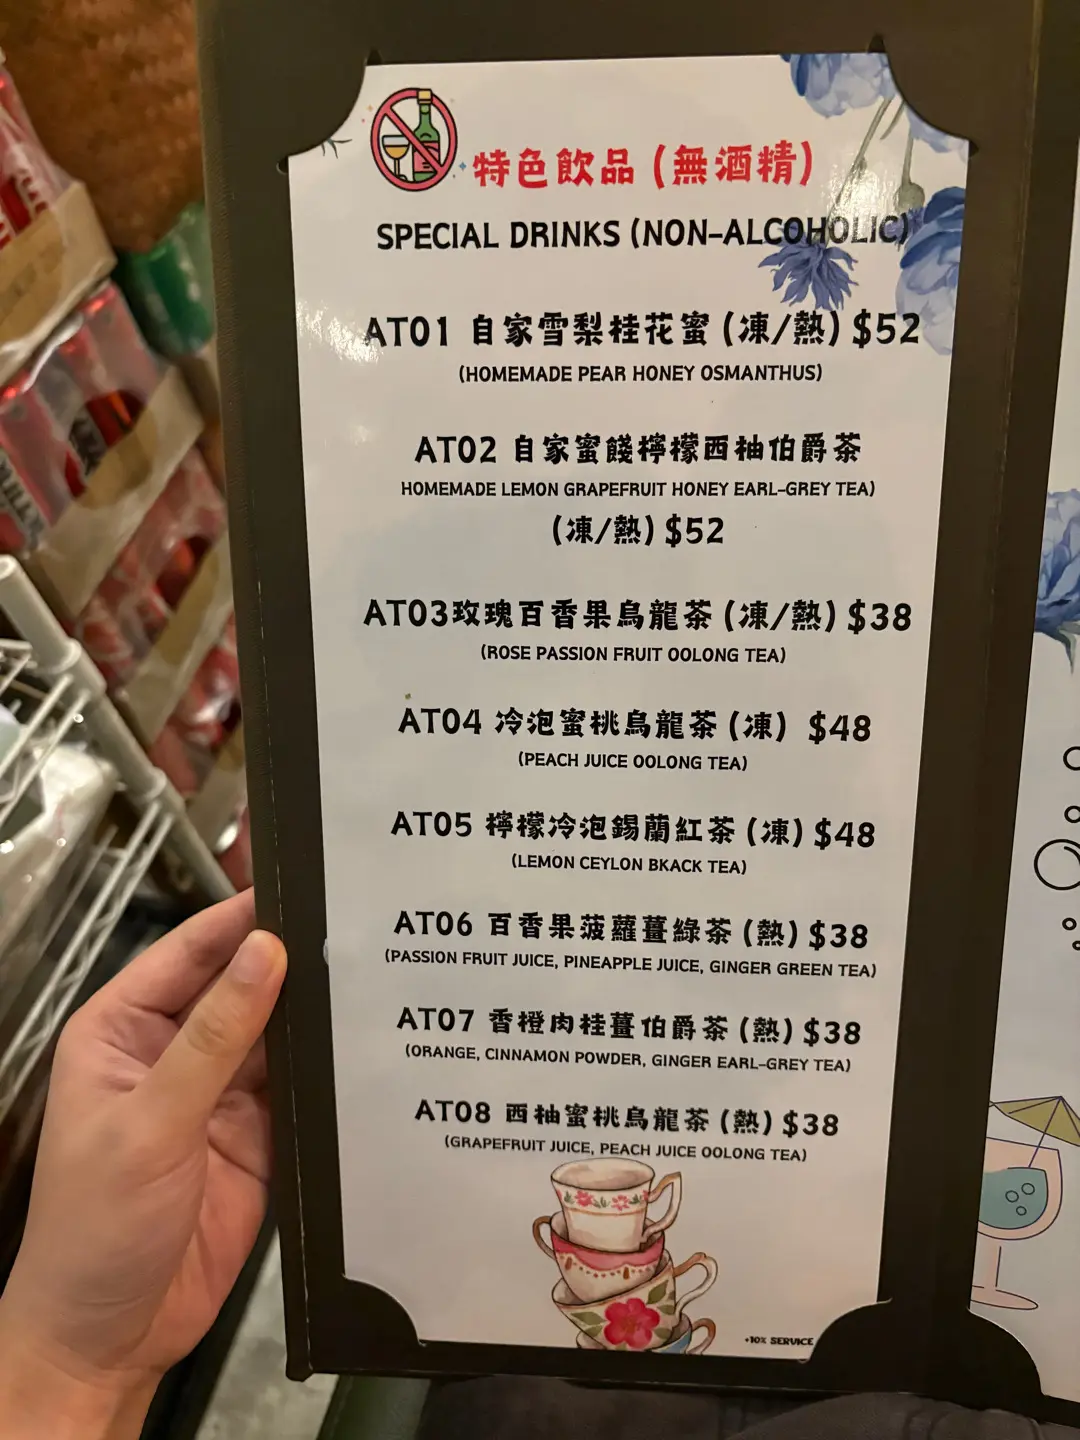 特色飲品 (無酒精)
SPECIAL DRINKS (NON-ALCOHOLIC)
AT01 自家雪梨桂花蜜 (凍/熱) $52
(HOMEMADE PEAR HONEY OSMANTHUS)
AT02 自家蜜餞檸檬西柚伯爵茶
HOMEMADE LEMON GRAPEFRUIT HONEY EARL-GREY TEA)
(凍/熱) $52
AT03玫瑰百香果烏龍茶 (凍/熱) $38
(ROSE PASSION FRUIT OOLONG TEA)
AT04 冷泡蜜桃烏龍茶 (凍) $48
(PEACH JUICE OOLONG TEA)
AT05 檸檬冷泡錫蘭紅茶 (凍) $48
(LEMON CEYLON BKACK TEA)
AT06 百香果菠蘿薑綠茶 (熱) $38
(PASSION FRUIT JUICE, PINEAPPLE JUICE, GINGER GREEN TEA)
AT07 香橙肉桂薑伯爵茶 (熱) $38
(ORANGE, CINNAMON POWDER, GINGER EARL-GREY TEA)
AT08 西柚蜜桃烏龍茶 (熱) $38
(GRAPEFRUIT JUICE, PEACH JUICE OOLONG TEA)
+10% SERVICE